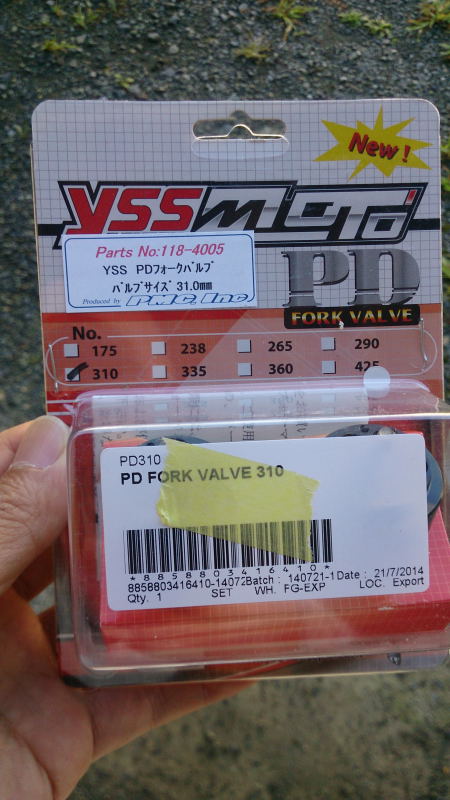 New!
YSS MOTO
Parts No:118-4005
YSS PDフォークバルブ
バルブサイズ 31.0mm
Produced by PMC. Inc
PD
FORK VALVE
No.
175 238 265 290
310 335 360 425
PD310
PD FORK VALVE 310
*8858803416410*
8858803416410-14072 Batch : 140721-1 Date : 21/7/2014
Qty. 1 SET WH. FG-EXP LOC. Export